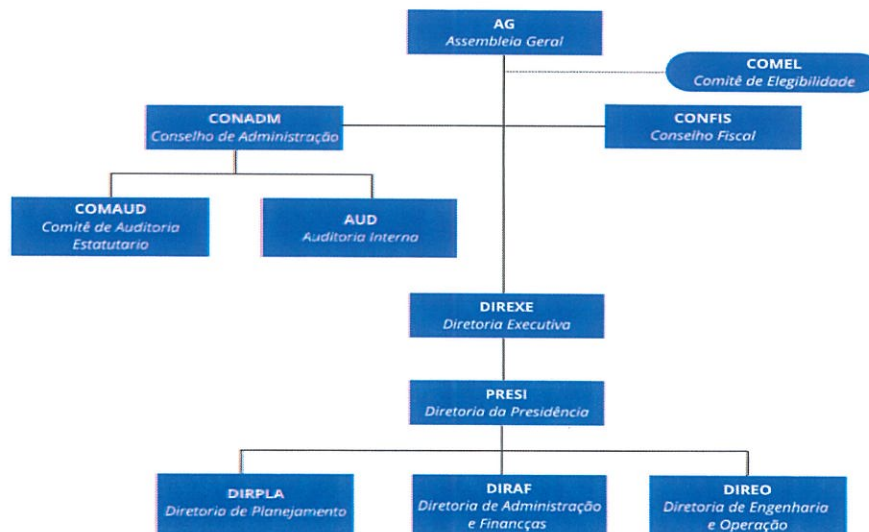 AG
Assembleia Geral
COMEL
Comitê de Elegibilidade
CONADM
Conselho de Administração
CONFIS
Conselho Fiscal
COMAUD
Comitê de Auditoria
Estatutario
AUD
Auditoria Interna
DIREXE
Diretoria Executiva
PRESI
Diretoria da Presidência
DIRPLA
Diretoria de Planejamento
DIRAF
Diretoria de Administração
e Financças
DIREO
Diretoria de Engenharia
e Operação